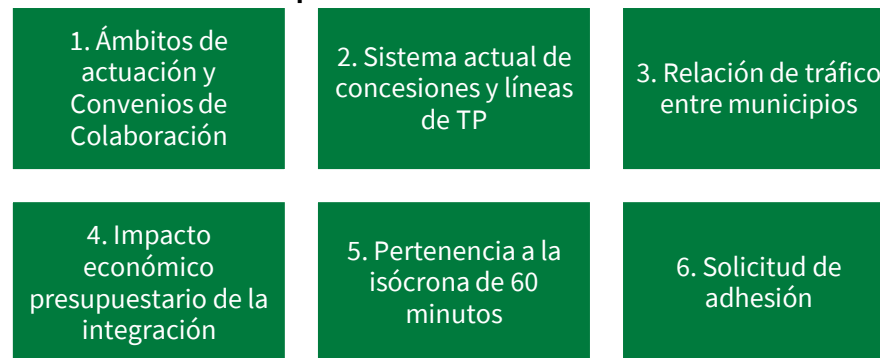 1. Ámbitos de
actuación y
Convenios de
Colaboración
2. Sistema actual de
concesiones y líneas
de TP
3. Relación de tráfico
entre municipios
4. Impacto
económico
presupuestario de la
integración
5. Pertenencia a la
isócrona de 60
minutos
6. Solicitud de
adhesión